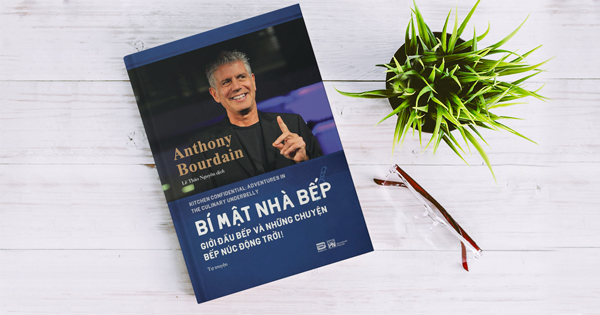 Anthony
Bourdain
Lê Thảo Nguyên dịch
KITCHEN CONFIDENTIAL: ADVENTURES IN
THE CULINARY UNDERBELLY
BÍ MẬT NHÀ BẾP
GIỚI ĐẦU BẾP VÀ NHỮNG CHUYỆN
BẾP NÚC ĐỘNG TRỜI!
Tự truyện